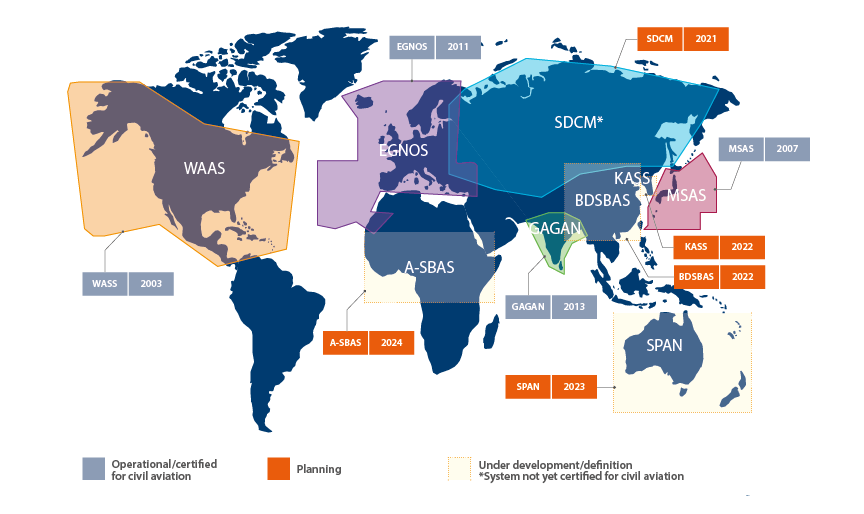 SDCM 2021
EGNOS 2011
SDCM*
MSAS 2007
EGNOS
WAAS
KASS
MSAS
BDSBAS
GAGAN
KASS 2022
A-SBAS
BDSBAS 2022
WASS 2003
GAGAN 2013
A-SBAS 2024
SPAN
SPAN 2023
Operational/certified
for civil aviation
Planning
Under development/definition
*System not yet certified for civil aviation